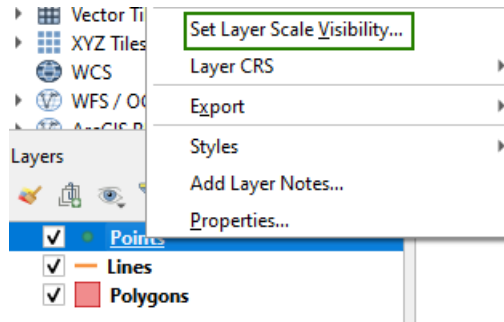 Vector Ti
XYZ Tiles
WCS
WFS / O
Set Layer Scale Visibility...
Layer CRS
Export
Styles
Add Layer Notes...
Properties...
Layers
Points
Lines
Polygons